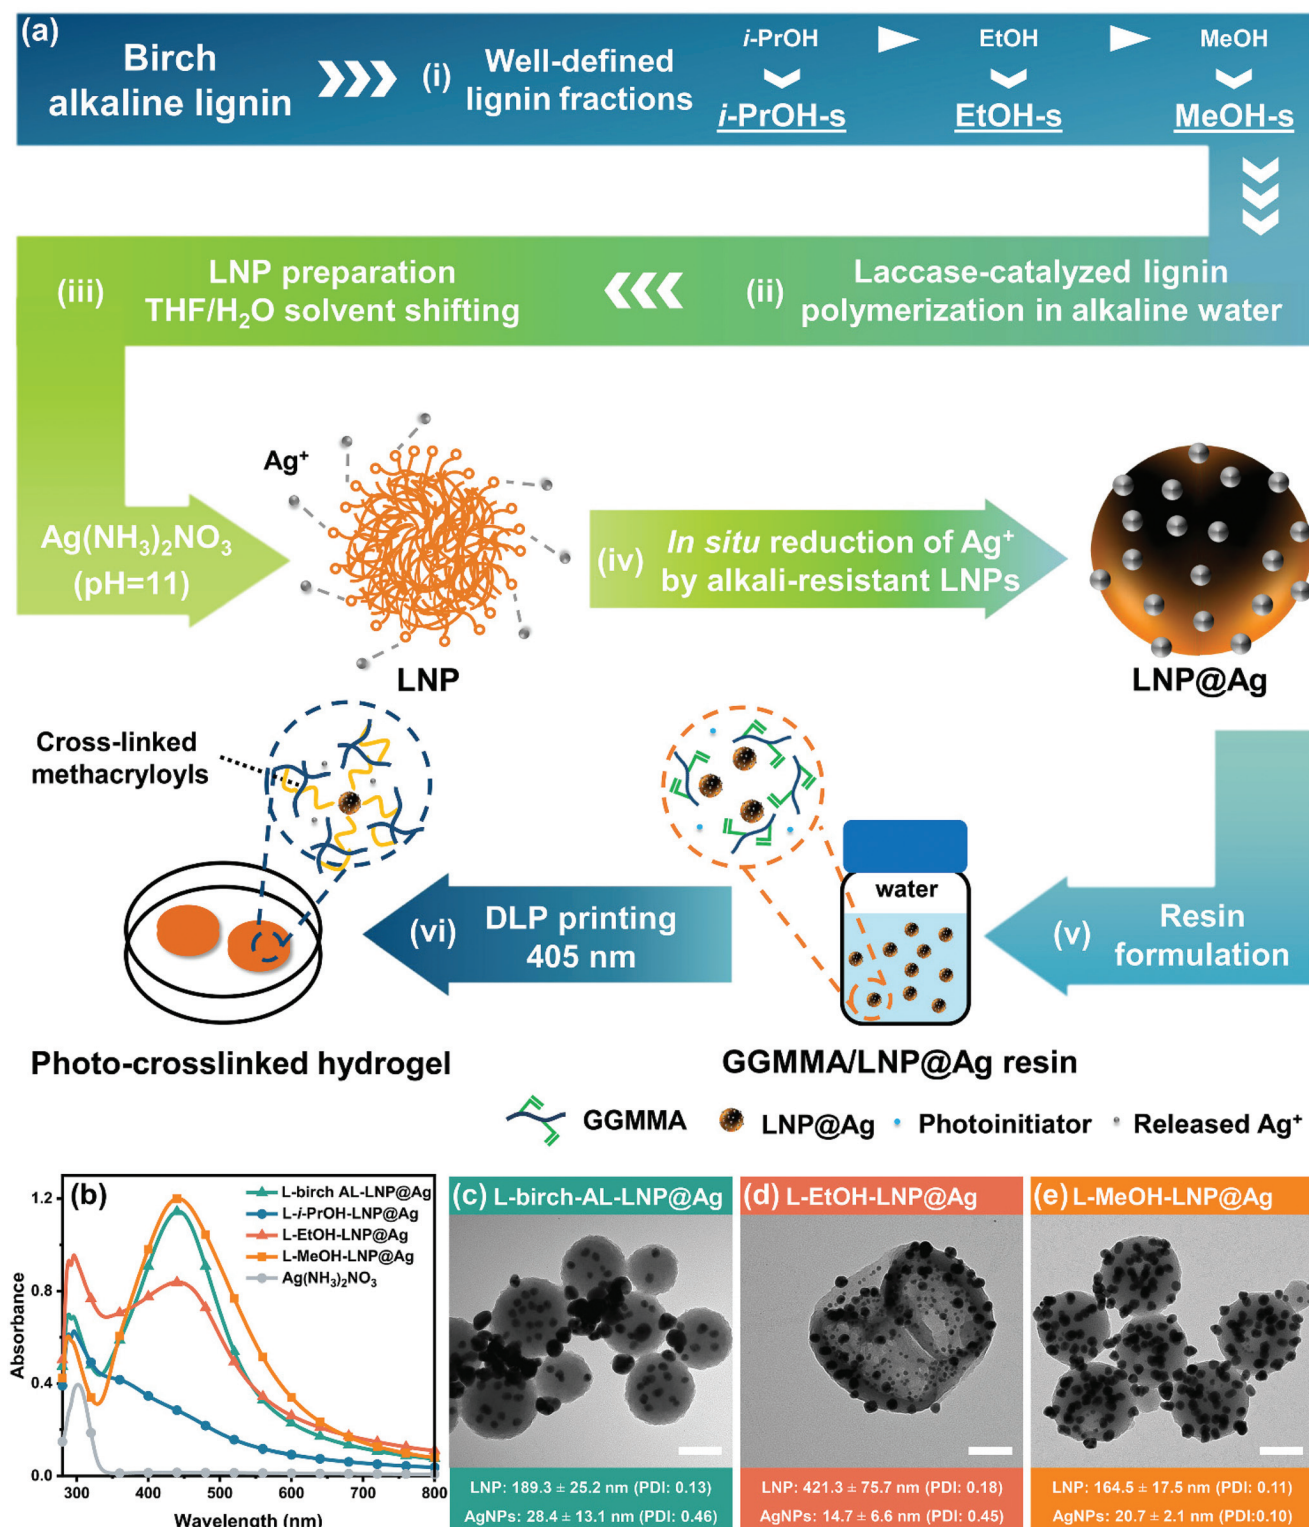 (a)
Birch
alkaline lignin
(i)
Well-defined
lignin fractions
i-PrOH
EtOH
MeOH
i-PrOH-s
EtOH-s
MeOH-s
(iii)
LNP preparation
THF/H₂O solvent shifting
(ii)
Laccase-catalyzed lignin
polymerization in alkaline water
Ag⁺
Ag(NH₃)₂NO₃
(pH=11)
(iv)
In situ reduction of Ag⁺
by alkali-resistant LNPs
LNP
LNP@Ag
Cross-linked
methacryloyls
water
(vi)
DLP printing
405 nm
(v)
Resin
formulation
Photo-crosslinked hydrogel
GGMMA/LNP@Ag resin
GGMMA
LNP@Ag
Photoinitiator
Released Ag⁺
(b)
L-birch AL-LNP@Ag
L-i-PrOH-LNP@Ag
L-EtOH-LNP@Ag
L-MeOH-LNP@Ag
Ag(NH₃)₂NO₃
Absorbance
1.2
0.8
0.4
0.0
300 400 500 600 700 800
Wavelength (nm)
(c) L-birch-AL-LNP@Ag
LNP: 189.3 ± 25.2 nm (PDI: 0.13)
AgNPs: 28.4 ± 13.1 nm (PDI: 0.46)
(d) L-EtOH-LNP@Ag
LNP: 421.3 ± 75.7 nm (PDI: 0.18)
AgNPs: 14.7 ± 6.6 nm (PDI: 0.45)
(e) L-MeOH-LNP@Ag
LNP: 164.5 ± 17.5 nm (PDI: 0.11)
AgNPs: 20.7 ± 2.1 nm (PDI:0.10)